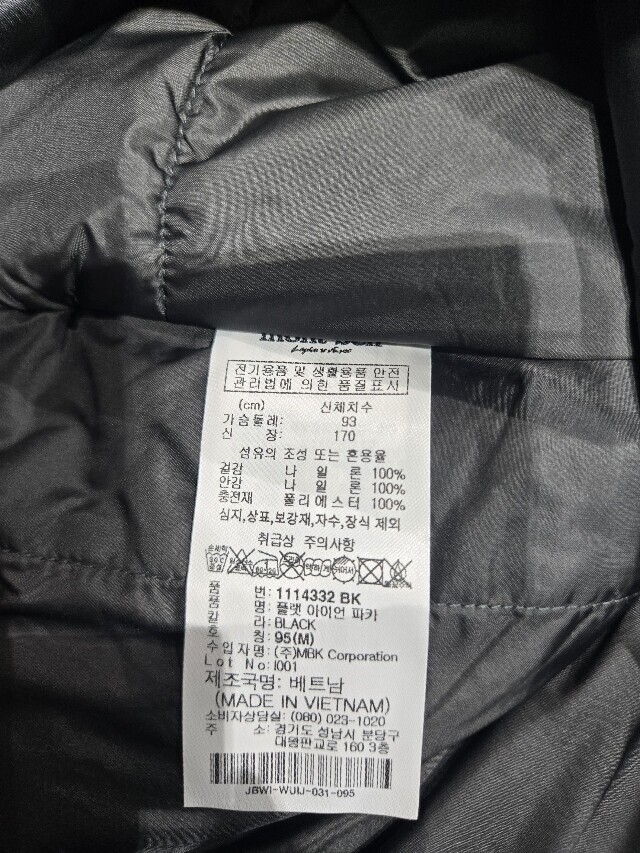 전기용품 및 생활용품 안전
관리법에 의한 품질표시
(cm) 신체치수
가슴둘레: 93
신 장: 170
섬유의 조성 또는 혼용율
겉감 나 일 론 100%
안감 나 일 론 100%
충전재 폴리에스터 100%
심지,상표,보강재,자수,장식 제외
취급상 주의사항
품 번: 1114332 BK
품 명: 플랫 아이언 파카
칼 라: BLACK
호 칭: 95(M)
수입자명: (주)MBK Corporation
Lot No: I001
제조국명: 베트남
(MADE IN VIETNAM)
소비자상담실: (080) 023-1020
주 소: 경기도 성남시 분당구
대왕판교로 160 3층
JBWI-WUIJ-031-095